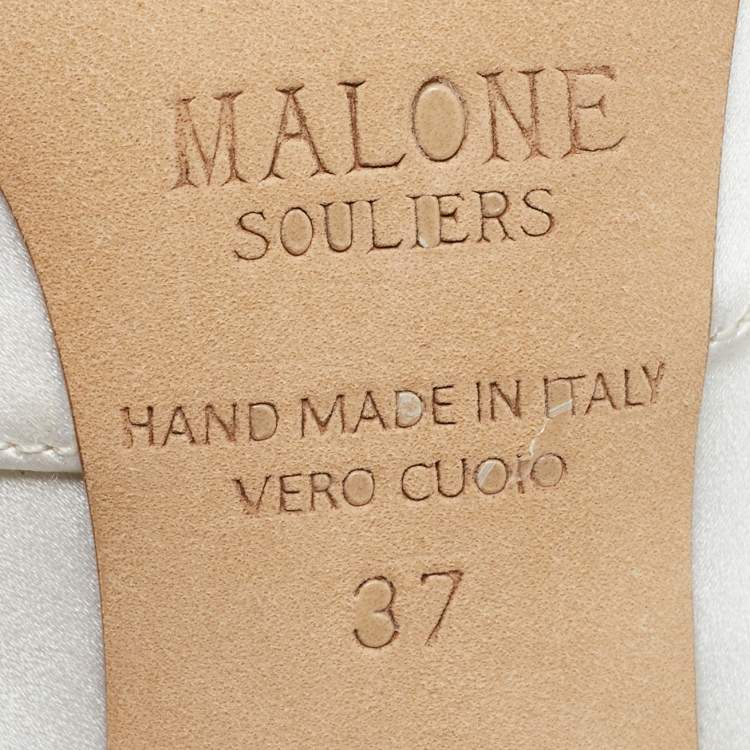 MALONE
SOULIERS
HAND MADE IN ITALY
VERO CUOIO
37